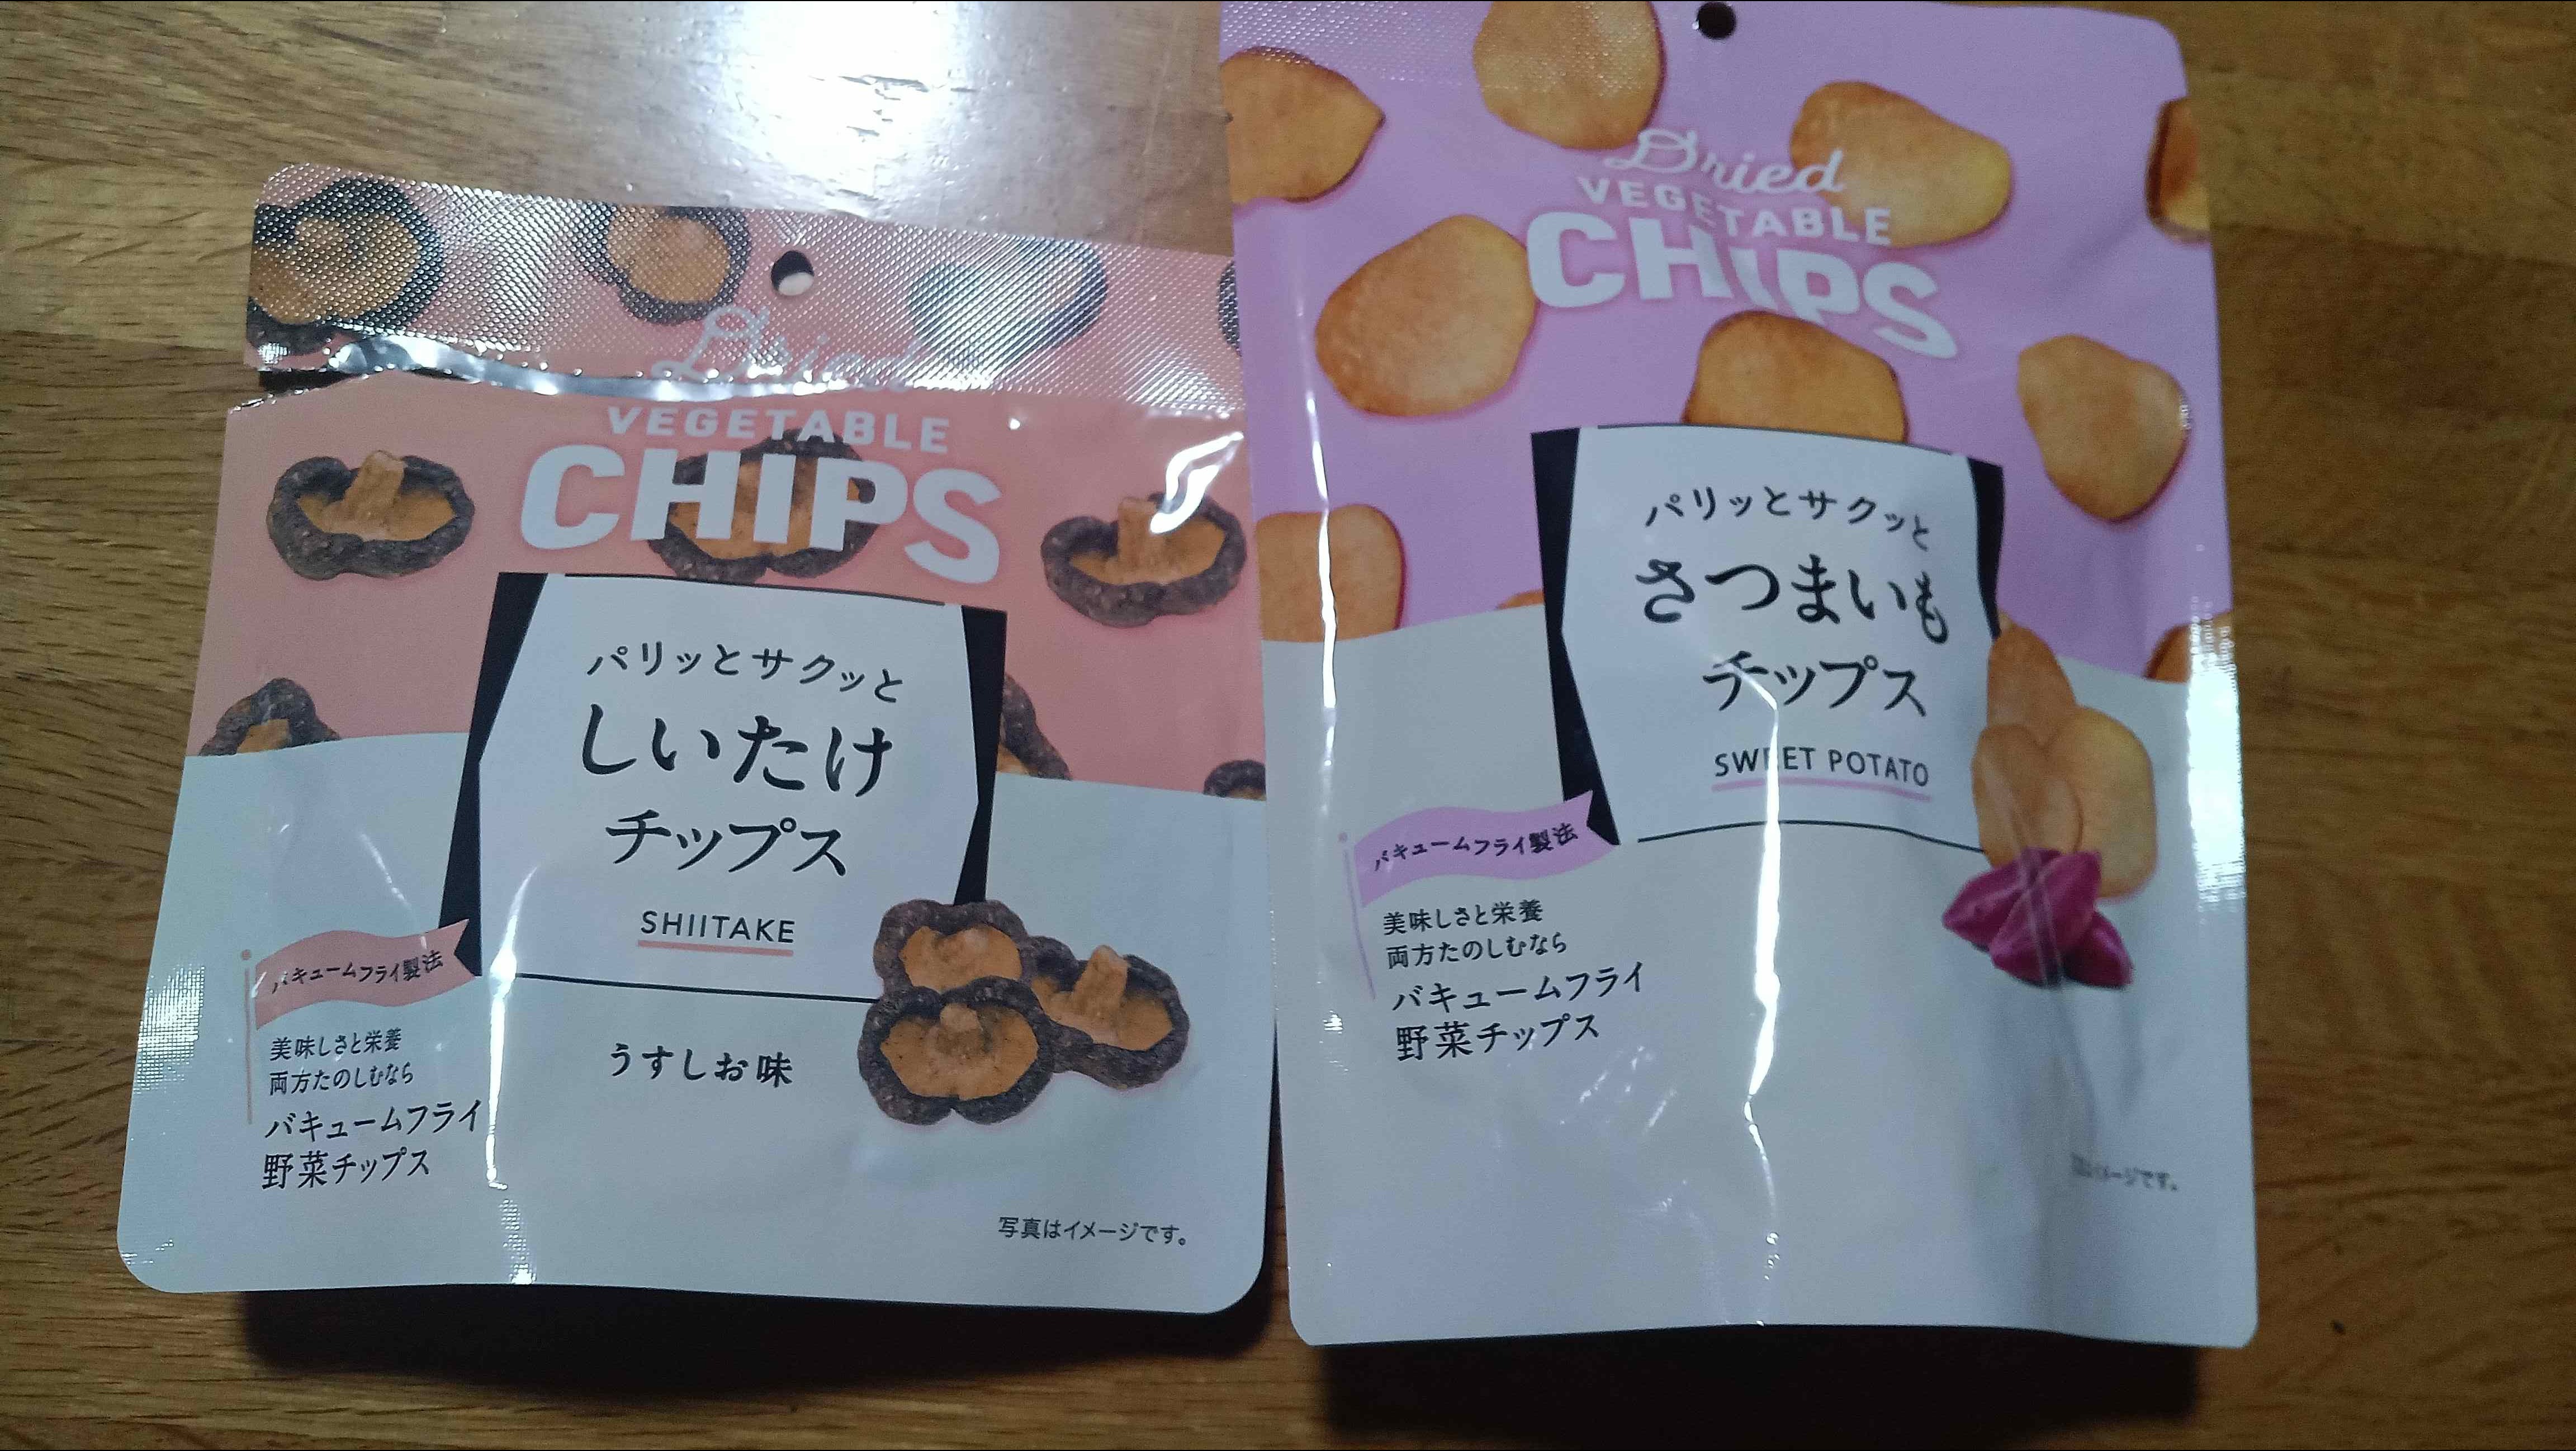 Dried
VEGETABLE
CHIPS
パリッとサクッと
しいたけ
チップス
SHIITAKE
バキュームフライ製法
美味しさと栄養
両方たのしむなら
バキュームフライ
野菜チップス
うすしお味
写真はイメージです。
Dried
VEGETABLE
CHIPS
パリッとサクッと
さつまいも
チップス
SWEET POTATO
バキュームフライ製法
美味しさと栄養
両方たのしむなら
バキュームフライ
野菜チップス
イメージです。